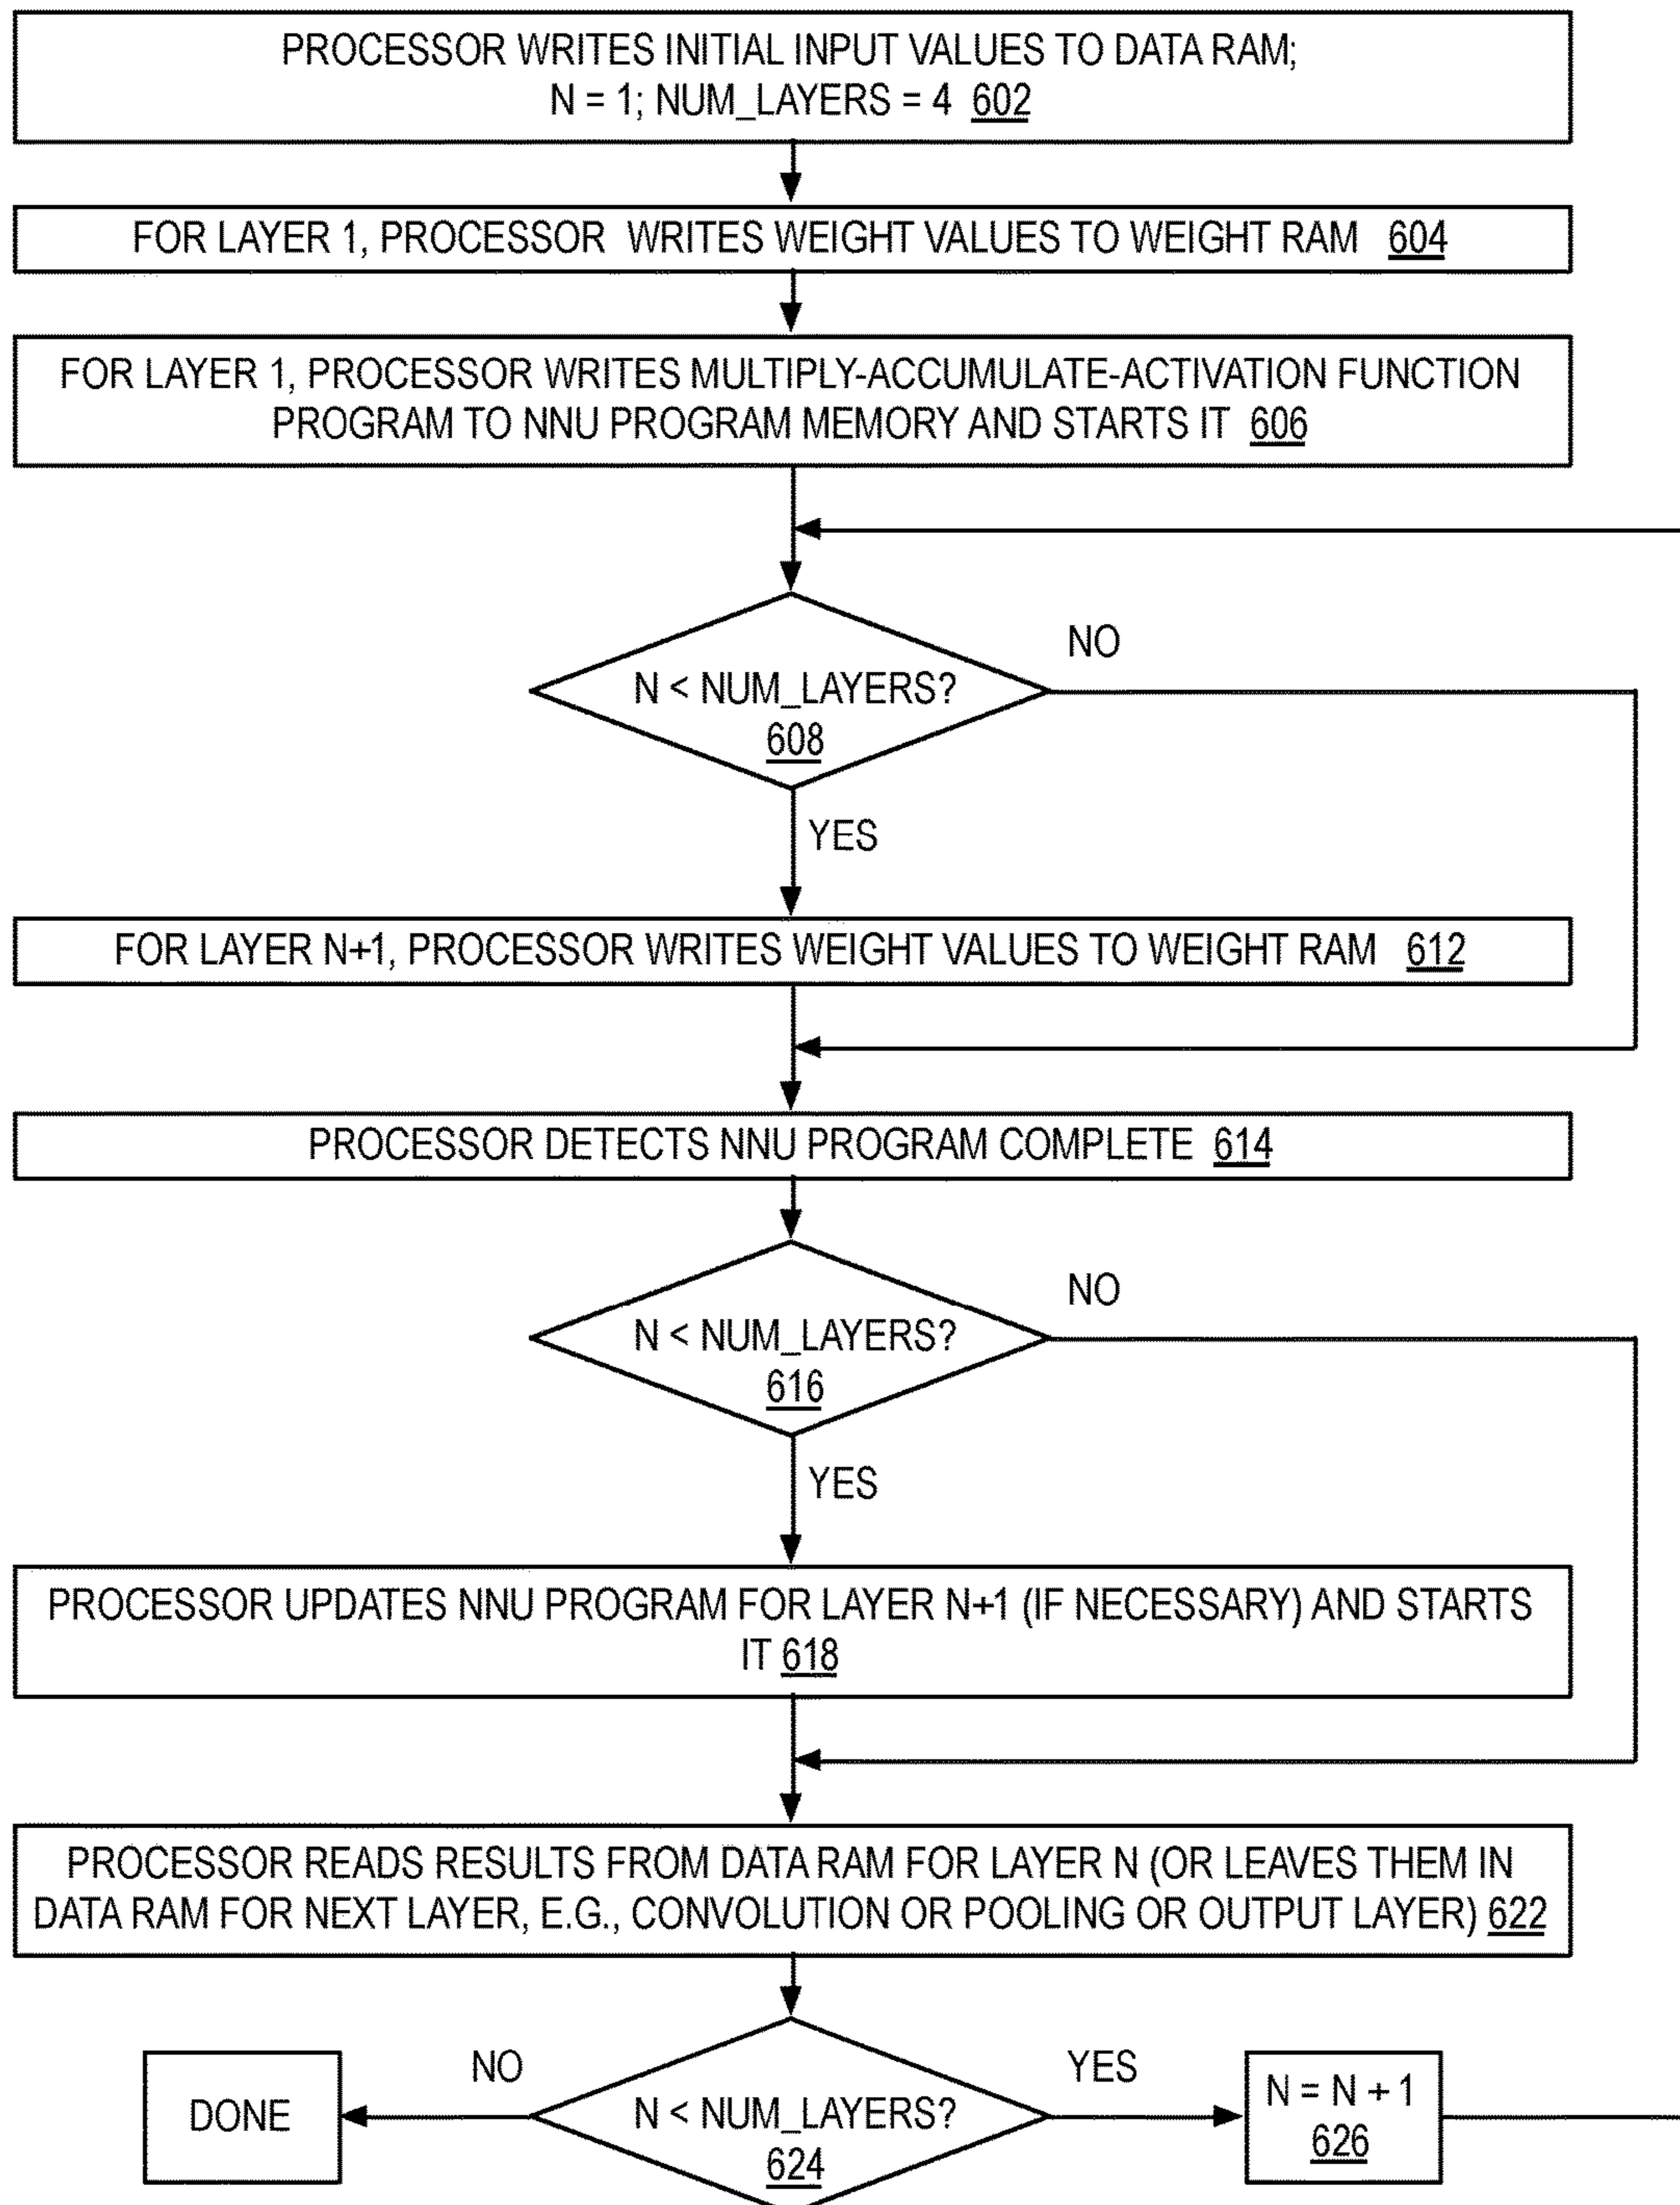 PROCESSOR WRITES INITIAL INPUT VALUES TO DATA RAM;
N = 1; NUM_LAYERS = 4 602
FOR LAYER 1, PROCESSOR WRITES WEIGHT VALUES TO WEIGHT RAM 604
FOR LAYER 1, PROCESSOR WRITES MULTIPLY-ACCUMULATE-ACTIVATION FUNCTION
PROGRAM TO NNU PROGRAM MEMORY AND STARTS IT 606
NO
N < NUM_LAYERS?
608
YES
FOR LAYER N+1, PROCESSOR WRITES WEIGHT VALUES TO WEIGHT RAM 612
PROCESSOR DETECTS NNU PROGRAM COMPLETE 614
NO
N < NUM_LAYERS?
616
YES
PROCESSOR UPDATES NNU PROGRAM FOR LAYER N+1 (IF NECESSARY) AND STARTS
IT 618
PROCESSOR READS RESULTS FROM DATA RAM FOR LAYER N (OR LEAVES THEM IN
DATA RAM FOR NEXT LAYER, E.G., CONVOLUTION OR POOLING OR OUTPUT LAYER) 622
NO
YES
DONE
N < NUM_LAYERS?
624
N = N + 1
626